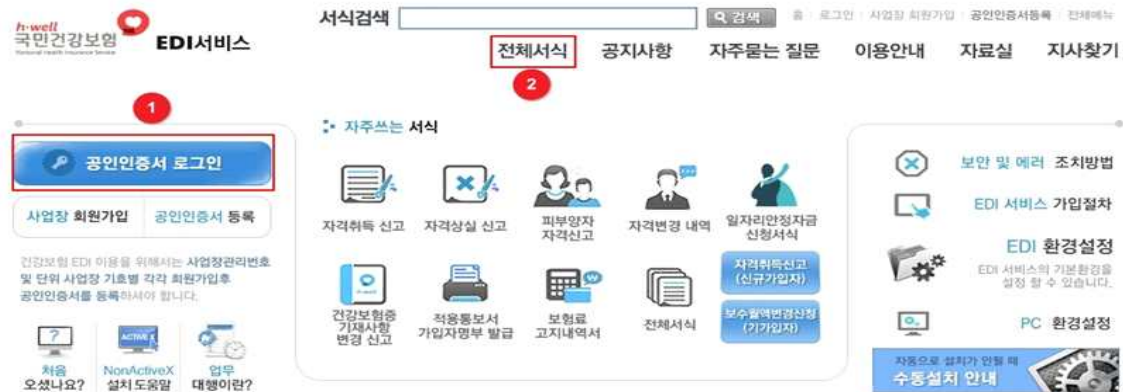 h·well
국민건강보험
National Health Insurance Service
EDI서비스
서식검색
검색
홈 | 로그인 | 사업장 회원가입 | 공인인증서등록 | 전체메뉴
전체서식
공지사항
자주묻는 질문
이용안내
자료실
지사찾기
2
1
공인인증서 로그인
사업장 회원가입
공인인증서 등록
건강보험 EDI 이용을 위해서는 사업장관리번호
및 단위 사업장 기호별 각각 회원가입후
공인인증서를 등록하셔야 합니다.
?
처음
오셨나요?
ACTIVE X
NonActiveX
설치 도움말
업무
대행이란?
자주쓰는 서식
자격취득 신고
자격상실 신고
피부양자
자격신고
자격변경 내역
일자리안정자금
신청서식
h-well
건강보험증
기재사항
변경 신고
적용통보서
가입자명부 발급
W
보험료
고지내역서
전체서식
자격취득신고
(신규가입자)
보수월액변경신청
(기가입자)
보안 및 에러 조치방법
EDI 서비스 가입절차
EDI 환경설정
EDI 서비스의 기본환경을
설정 할 수 있습니다.
PC 환경설정
자동으로 설치가 안될 때
수동설치 안내